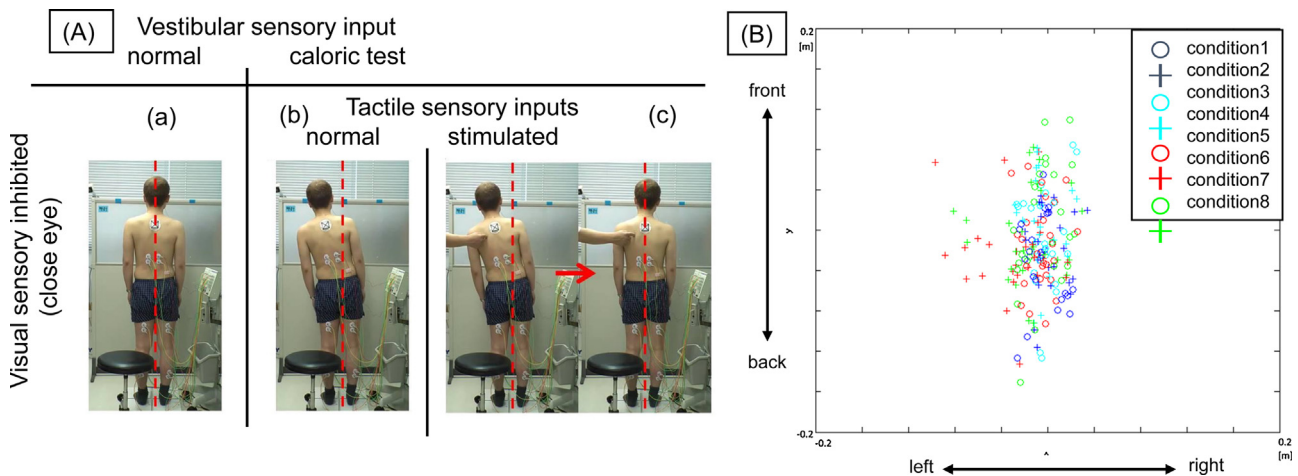 (A)
Vestibular sensory input
normal
caloric test
Tactile sensory inputs
(a)
(b)
normal
stimulated
(c)
Visual sensory inhibited
(close eye)
(B)
0.2
[m]
front
y
back
-0.2
-0.2
0.2
[m]
left
^
right
condition1
condition2
condition3
condition4
condition5
condition6
condition7
condition8